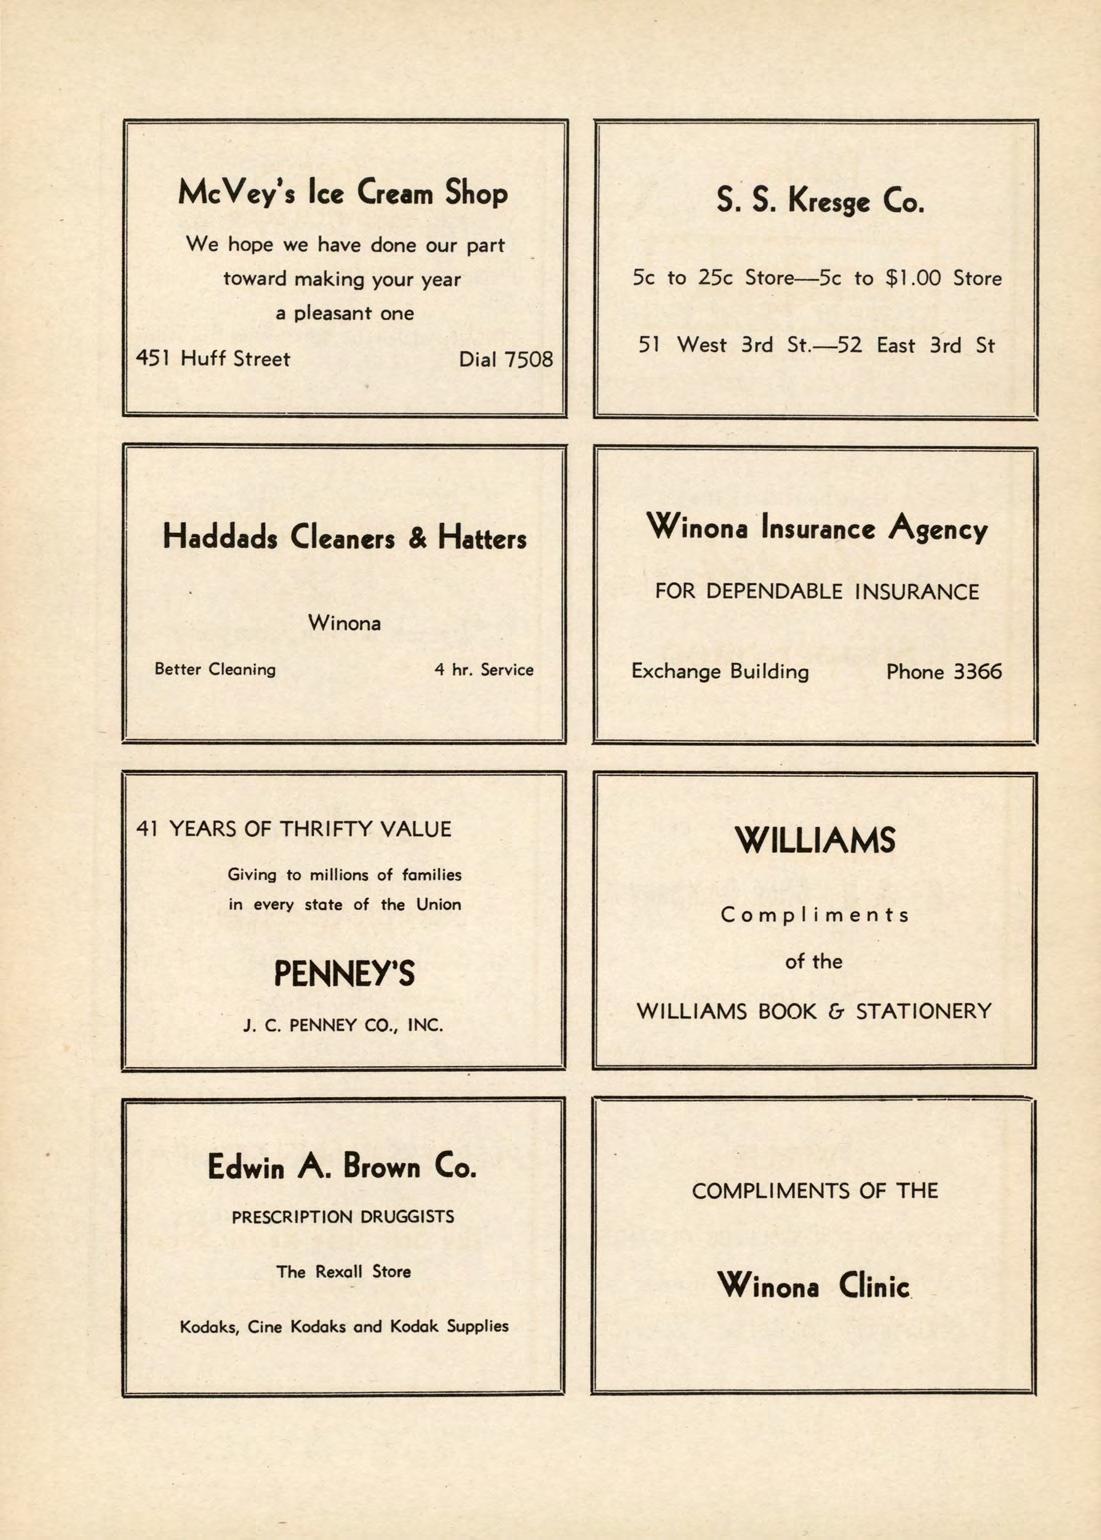 McVey's Ice Cream Shop
We hope we have done our part
toward making your year
a pleasant one
451 Huff Street Dial 7508
S. S. Kresge Co.
5c to 25c Store—5c to $1.00 Store
51 West 3rd St.—52 East 3rd St
Haddads Cleaners & Hatters
Winona
Better Cleaning 4 hr. Service
Winona Insurance Agency
FOR DEPENDABLE INSURANCE
Exchange Building Phone 3366
41 YEARS OF THRIFTY VALUE
Giving to millions of families
in every state of the Union
PENNEY'S
J. C. PENNEY CO., INC.
WILLIAMS
Compliments
of the
WILLIAMS BOOK & STATIONERY
Edwin A. Brown Co.
PRESCRIPTION DRUGGISTS
The Rexall Store
Kodaks, Cine Kodaks and Kodak Supplies
COMPLIMENTS OF THE
Winona Clinic